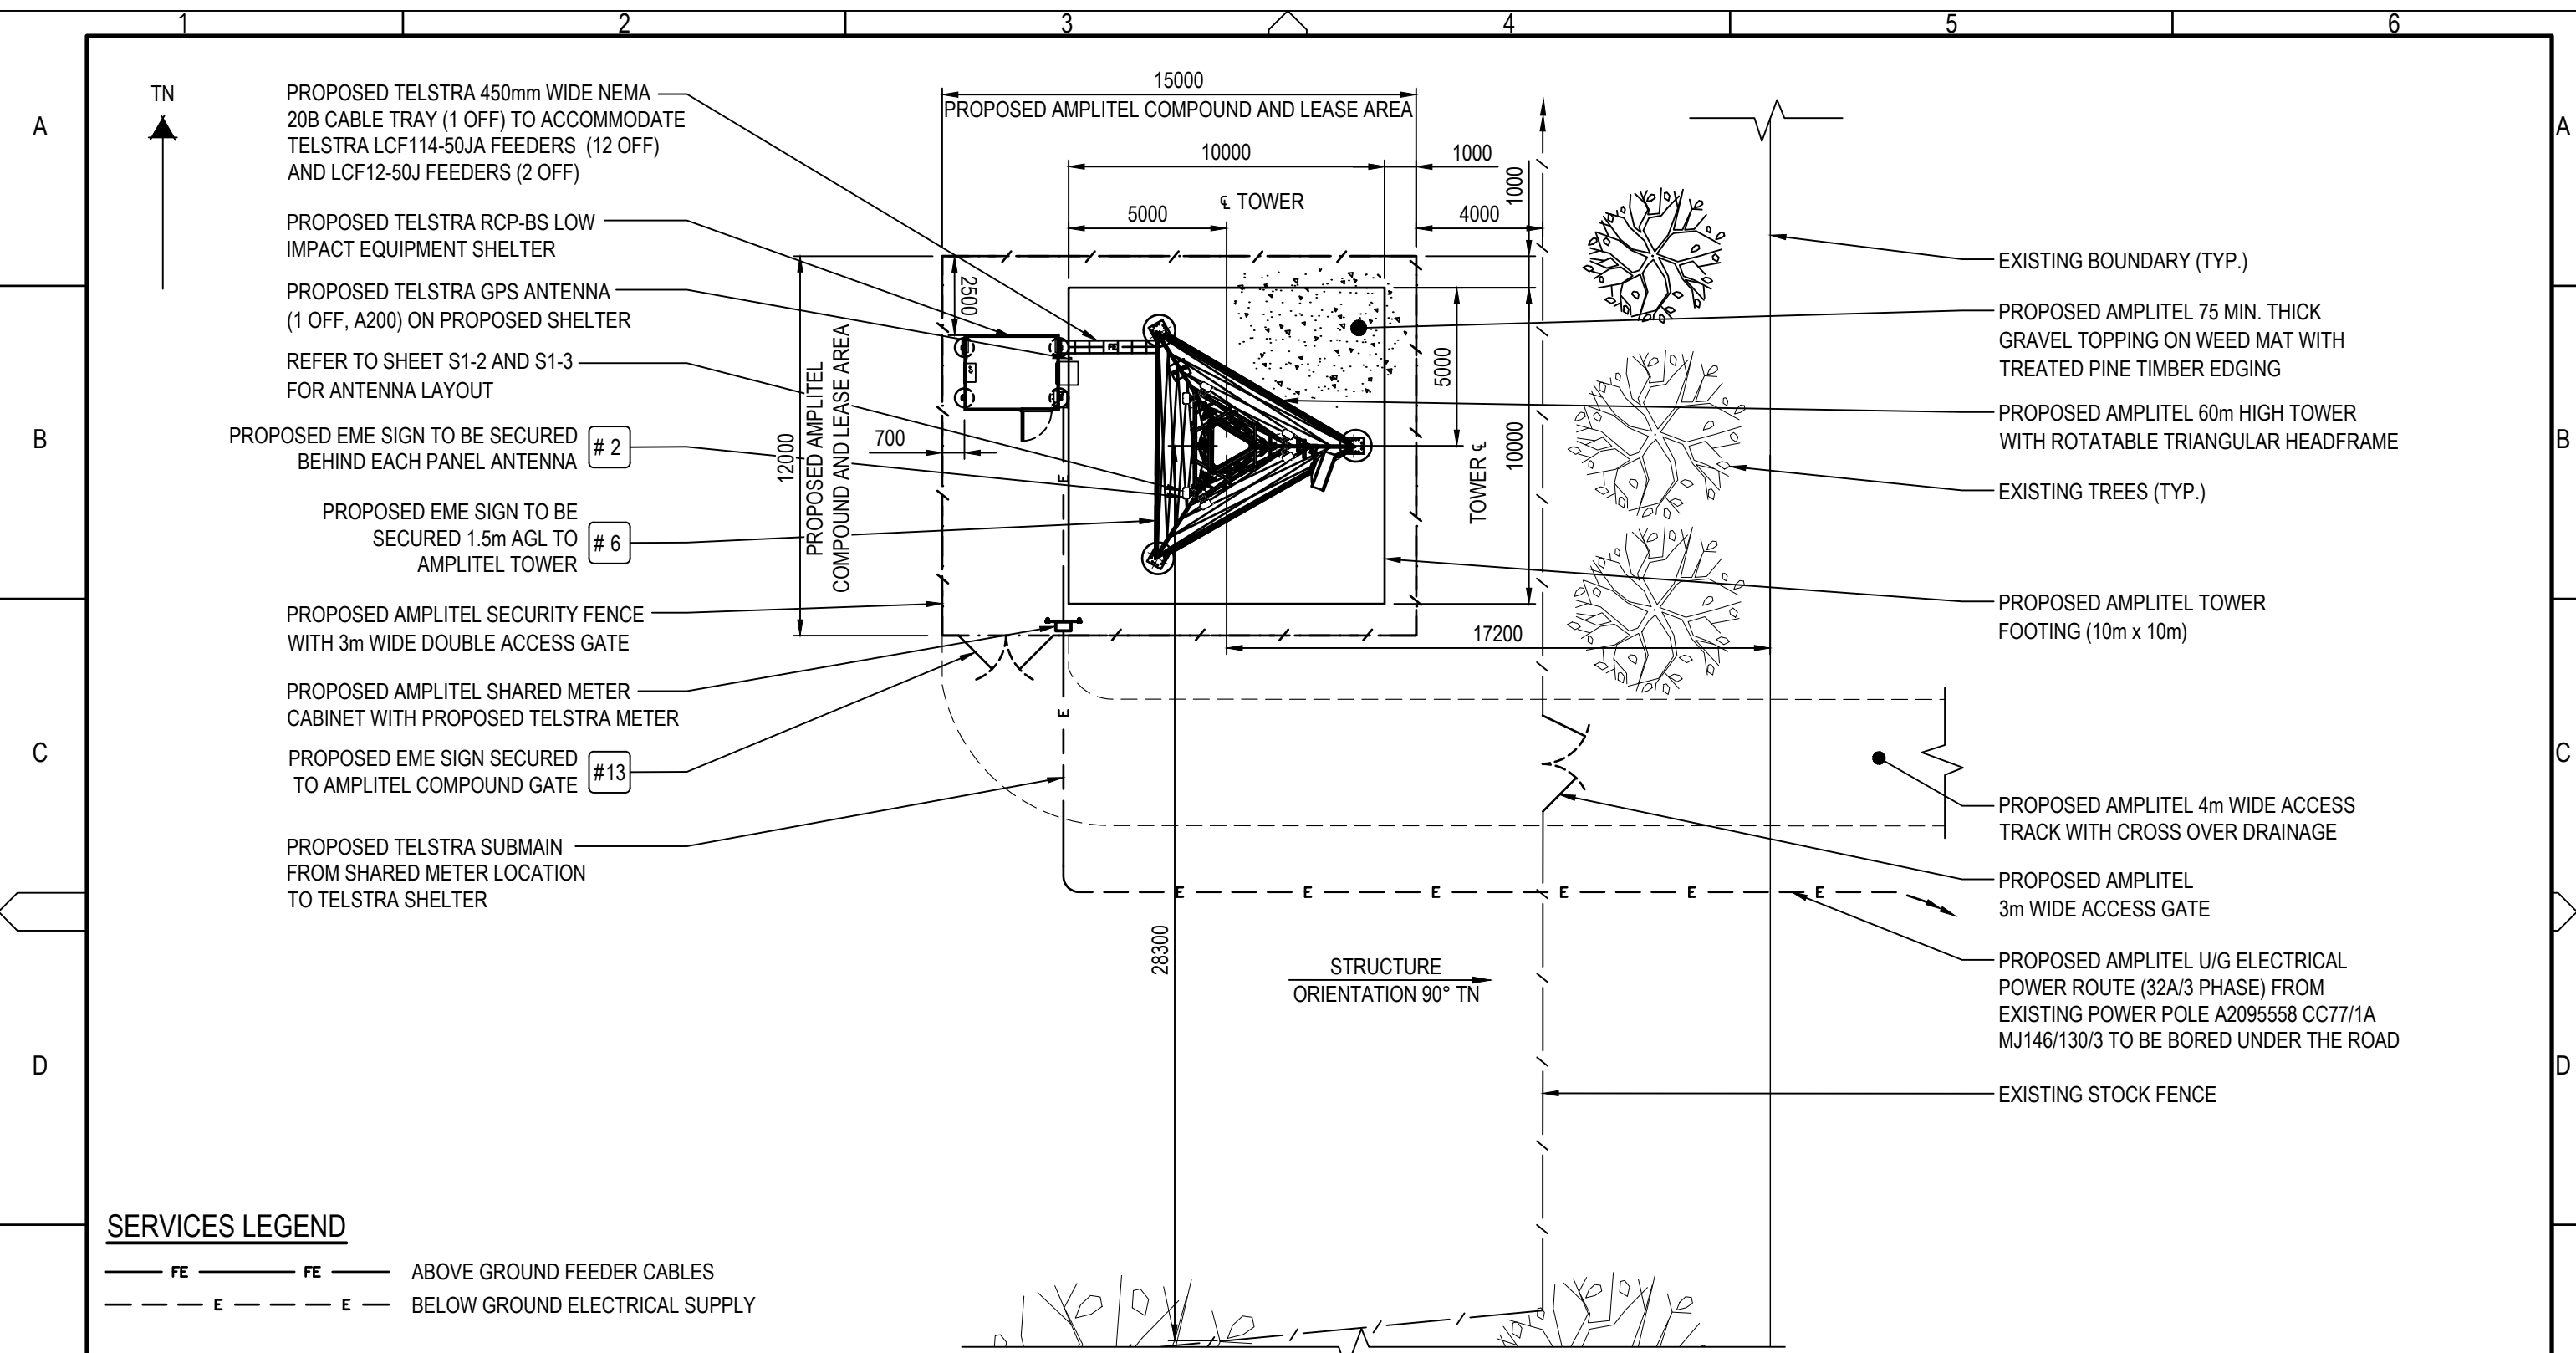 1 2 3 4 5 6
A A
B B
C C
D D
TN
PROPOSED TELSTRA 450mm WIDE NEMA
20B CABLE TRAY (1 OFF) TO ACCOMMODATE
TELSTRA LCF114-50JA FEEDERS (12 OFF)
AND LCF12-50J FEEDERS (2 OFF)
PROPOSED TELSTRA RCP-BS LOW
IMPACT EQUIPMENT SHELTER
PROPOSED TELSTRA GPS ANTENNA
(1 OFF, A200) ON PROPOSED SHELTER
REFER TO SHEET S1-2 AND S1-3
FOR ANTENNA LAYOUT
PROPOSED EME SIGN TO BE SECURED
BEHIND EACH PANEL ANTENNA
# 2
PROPOSED EME SIGN TO BE
SECURED 1.5m AGL TO
AMPLITEL TOWER
# 6
PROPOSED AMPLITEL SECURITY FENCE
WITH 3m WIDE DOUBLE ACCESS GATE
PROPOSED AMPLITEL SHARED METER
CABINET WITH PROPOSED TELSTRA METER
PROPOSED EME SIGN SECURED
TO AMPLITEL COMPOUND GATE
#13
PROPOSED TELSTRA SUBMAIN
FROM SHARED METER LOCATION
TO TELSTRA SHELTER
15000
PROPOSED AMPLITEL COMPOUND AND LEASE AREA
10000
1000
1000
℄ TOWER
5000
4000
2500
12000
PROPOSED AMPLITEL
COMPOUND AND LEASE AREA
700
FE
5000
10000
TOWER ℄
17200
E
E
E E E E E E
28300
STRUCTURE
ORIENTATION 90° TN
EXISTING BOUNDARY (TYP.)
PROPOSED AMPLITEL 75 MIN. THICK
GRAVEL TOPPING ON WEED MAT WITH
TREATED PINE TIMBER EDGING
PROPOSED AMPLITEL 60m HIGH TOWER
WITH ROTATABLE TRIANGULAR HEADFRAME
EXISTING TREES (TYP.)
PROPOSED AMPLITEL TOWER
FOOTING (10m x 10m)
PROPOSED AMPLITEL 4m WIDE ACCESS
TRACK WITH CROSS OVER DRAINAGE
PROPOSED AMPLITEL
3m WIDE ACCESS GATE
PROPOSED AMPLITEL U/G ELECTRICAL
POWER ROUTE (32A/3 PHASE) FROM
EXISTING POWER POLE A2095558 CC77/1A
MJ146/130/3 TO BE BORED UNDER THE ROAD
EXISTING STOCK FENCE
SERVICES LEGEND
FE FE ABOVE GROUND FEEDER CABLES
E E BELOW GROUND ELECTRICAL SUPPLY